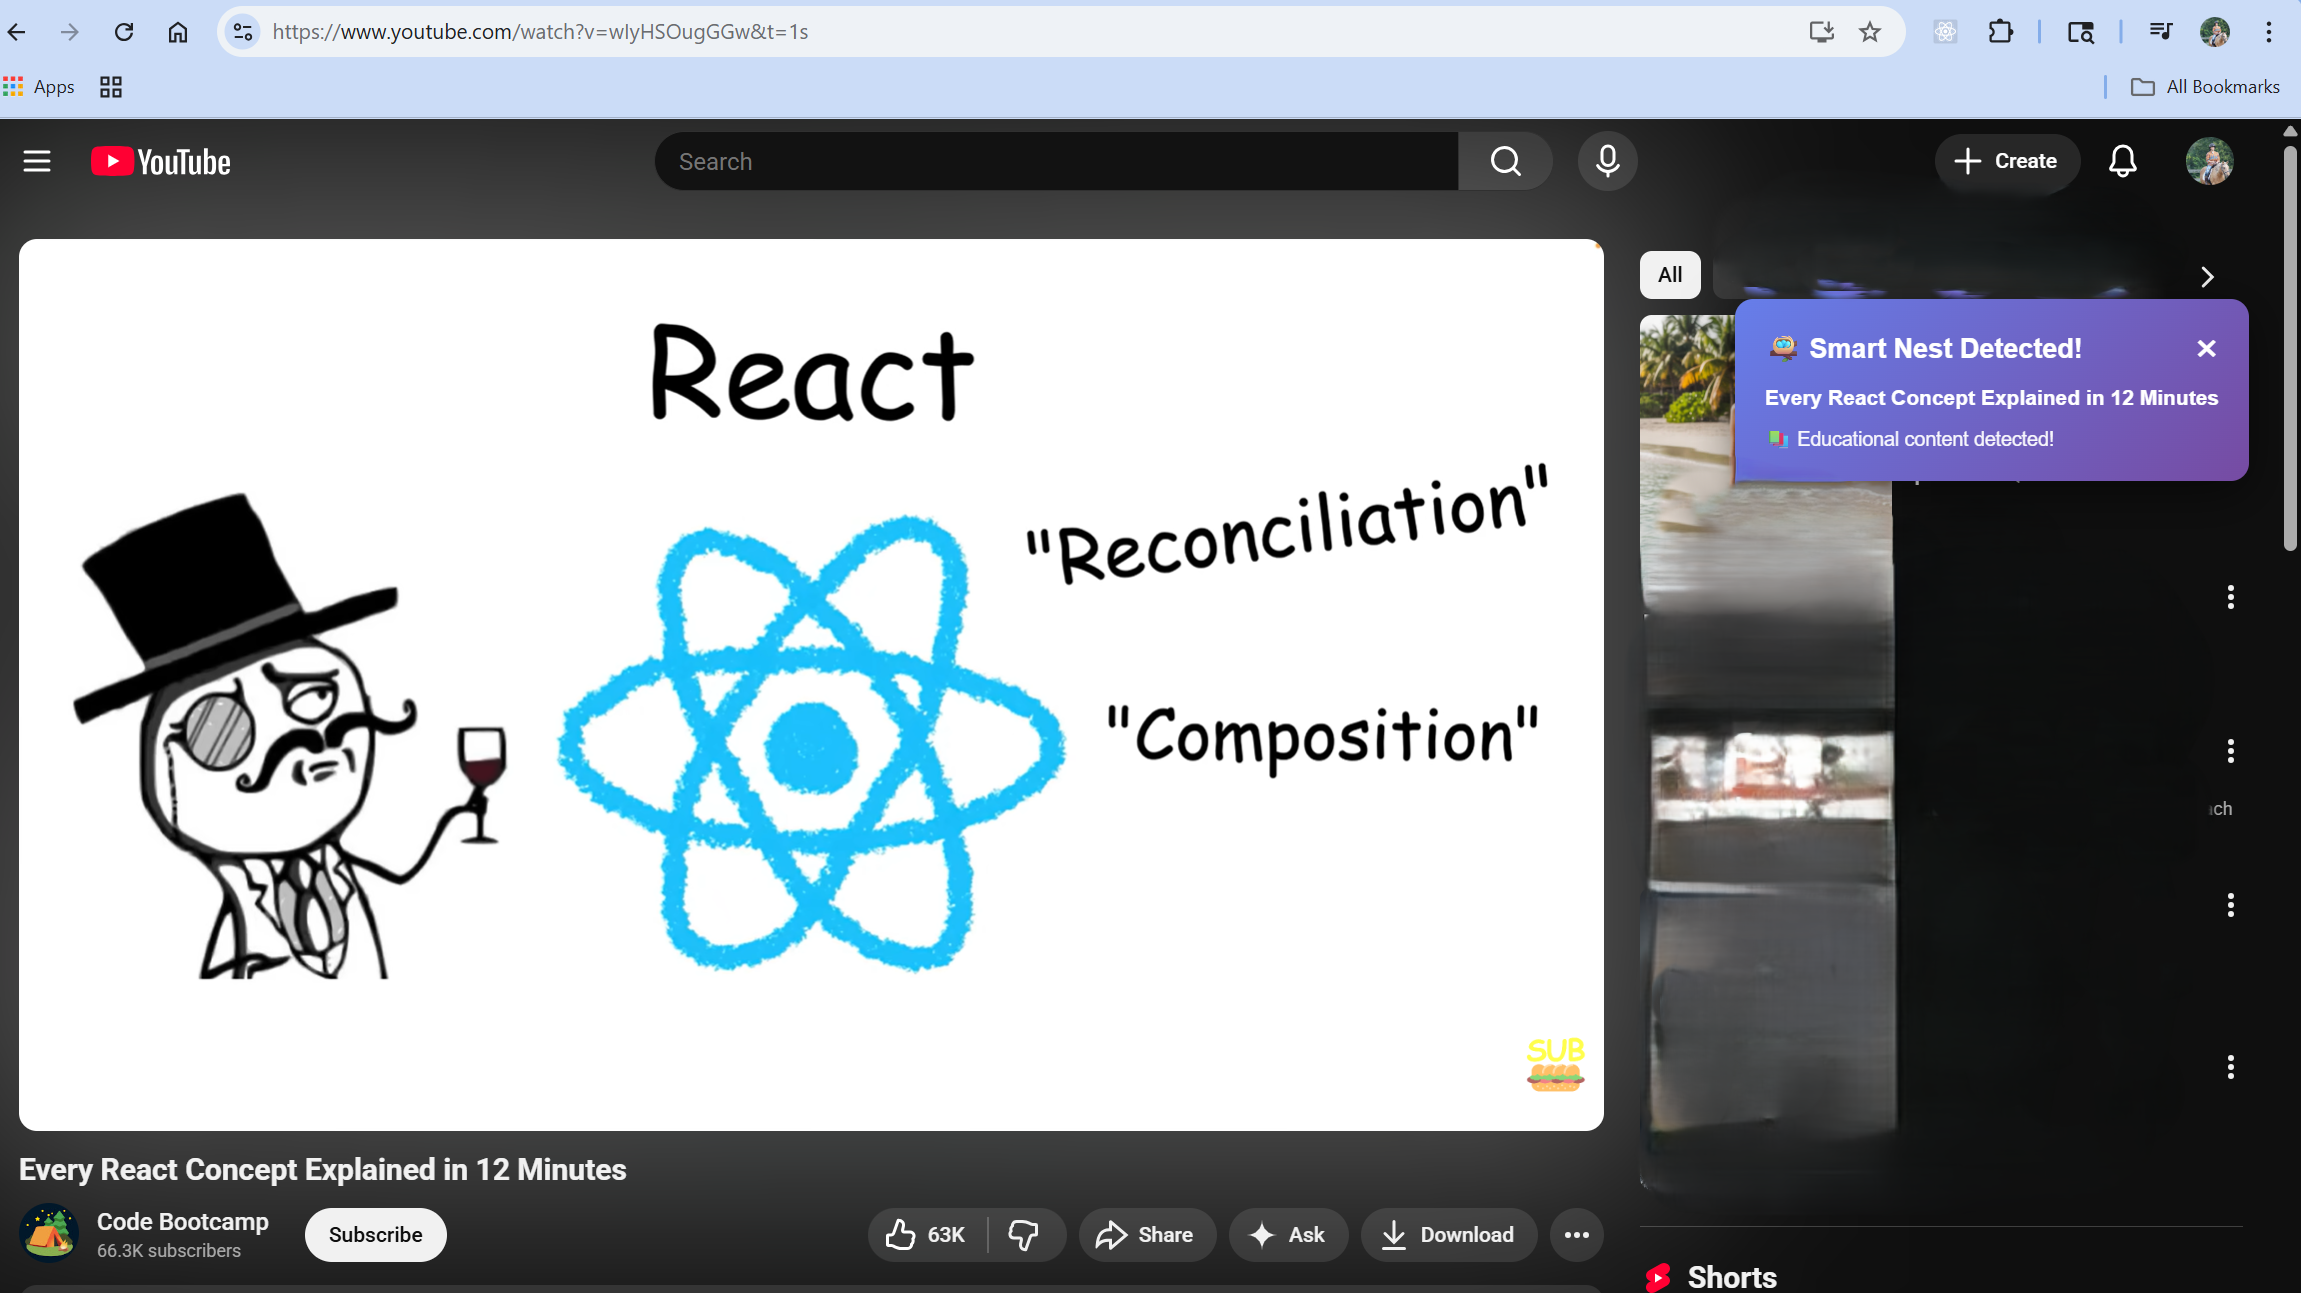 https://www.youtube.com/watch?v=wIyHSOugGGw&t=1s
Apps
All Bookmarks
YouTube
Search
Create
All
Smart Nest Detected!
Every React Concept Explained in 12 Minutes
Educational content detected!
React
"Reconciliation"
"Composition"
SUB
Every React Concept Explained in 12 Minutes
Code Bootcamp
66.3K subscribers
Subscribe
63K
Share
Ask
Download
Shorts